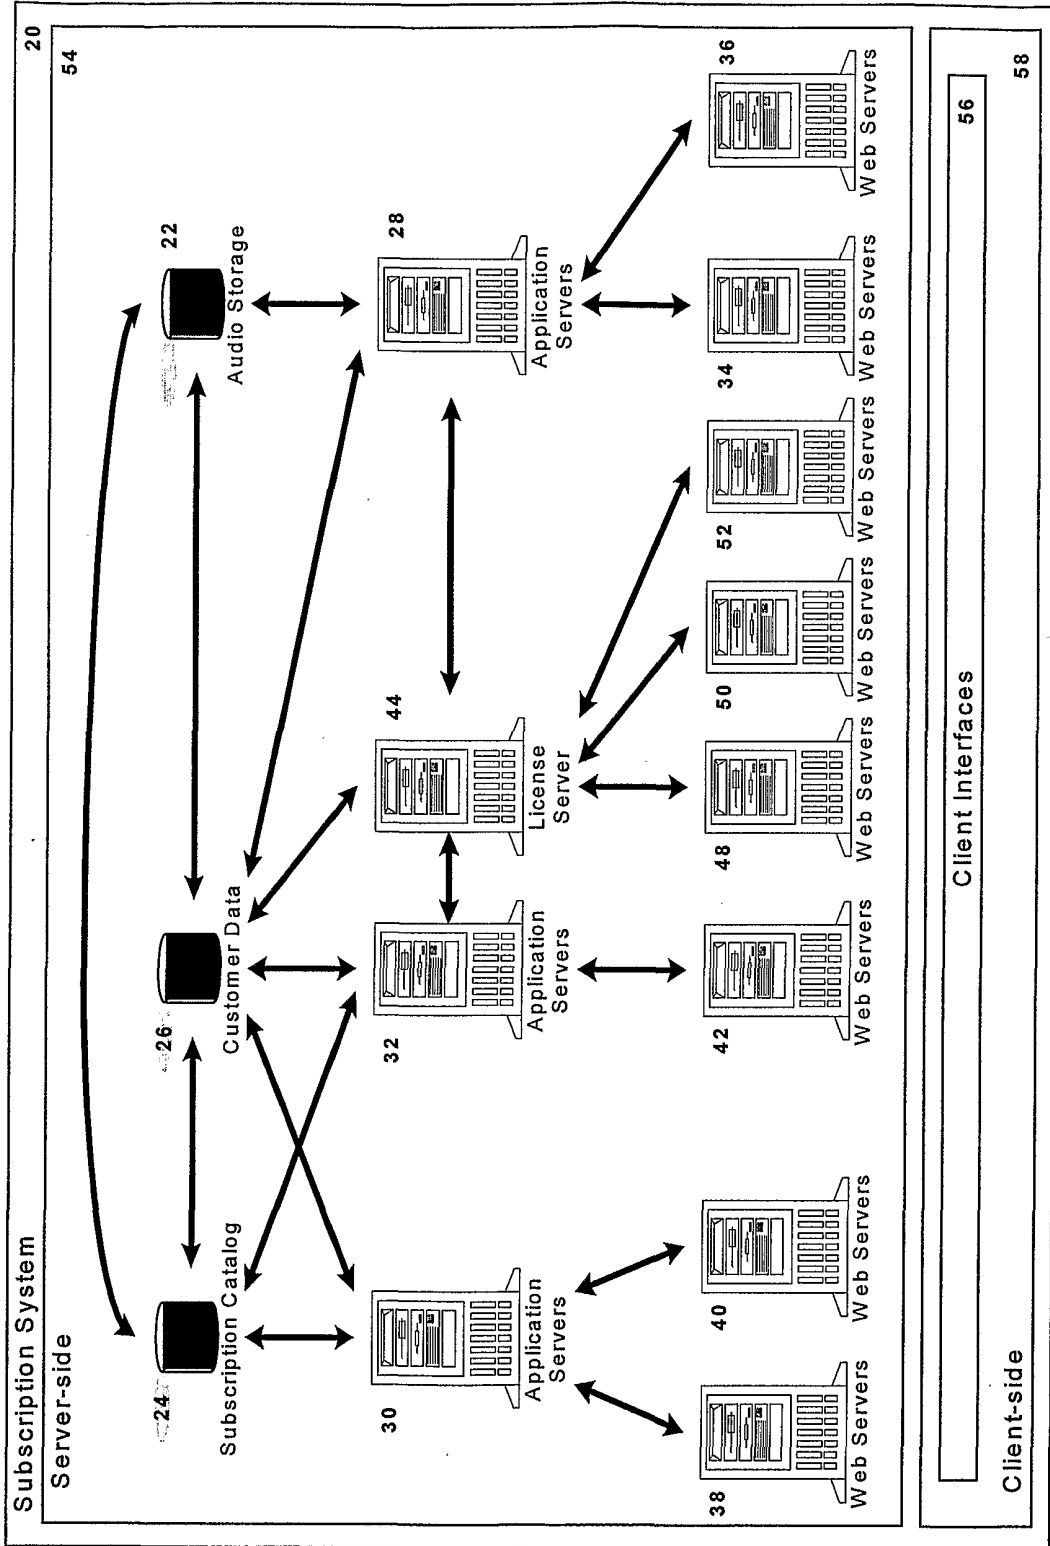 Subscription System
20
Server-side
54
24
Subscription Catalog
26
Customer Data
22
Audio Storage
30
Application
Servers
32
Application
Servers
44
License
Server
28
Application
Servers
38
Web Servers
40
Web Servers
42
Web Servers
48
Web Servers
50
Web Servers
52
Web Servers
34
Web Servers
36
Web Servers
Client Interfaces
56
Client-side
58